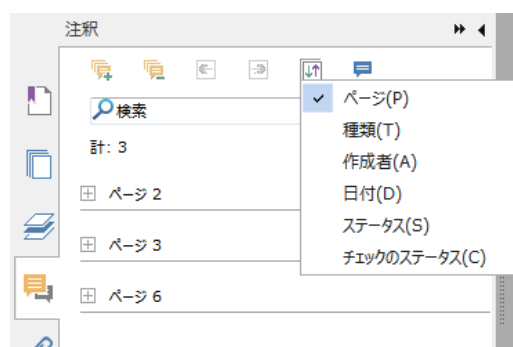 注釈
検索
計: 3
ページ 2
ページ 3
ページ 6
ページ(P)
種類(T)
作成者(A)
日付(D)
ステータス(S)
チェックのステータス(C)